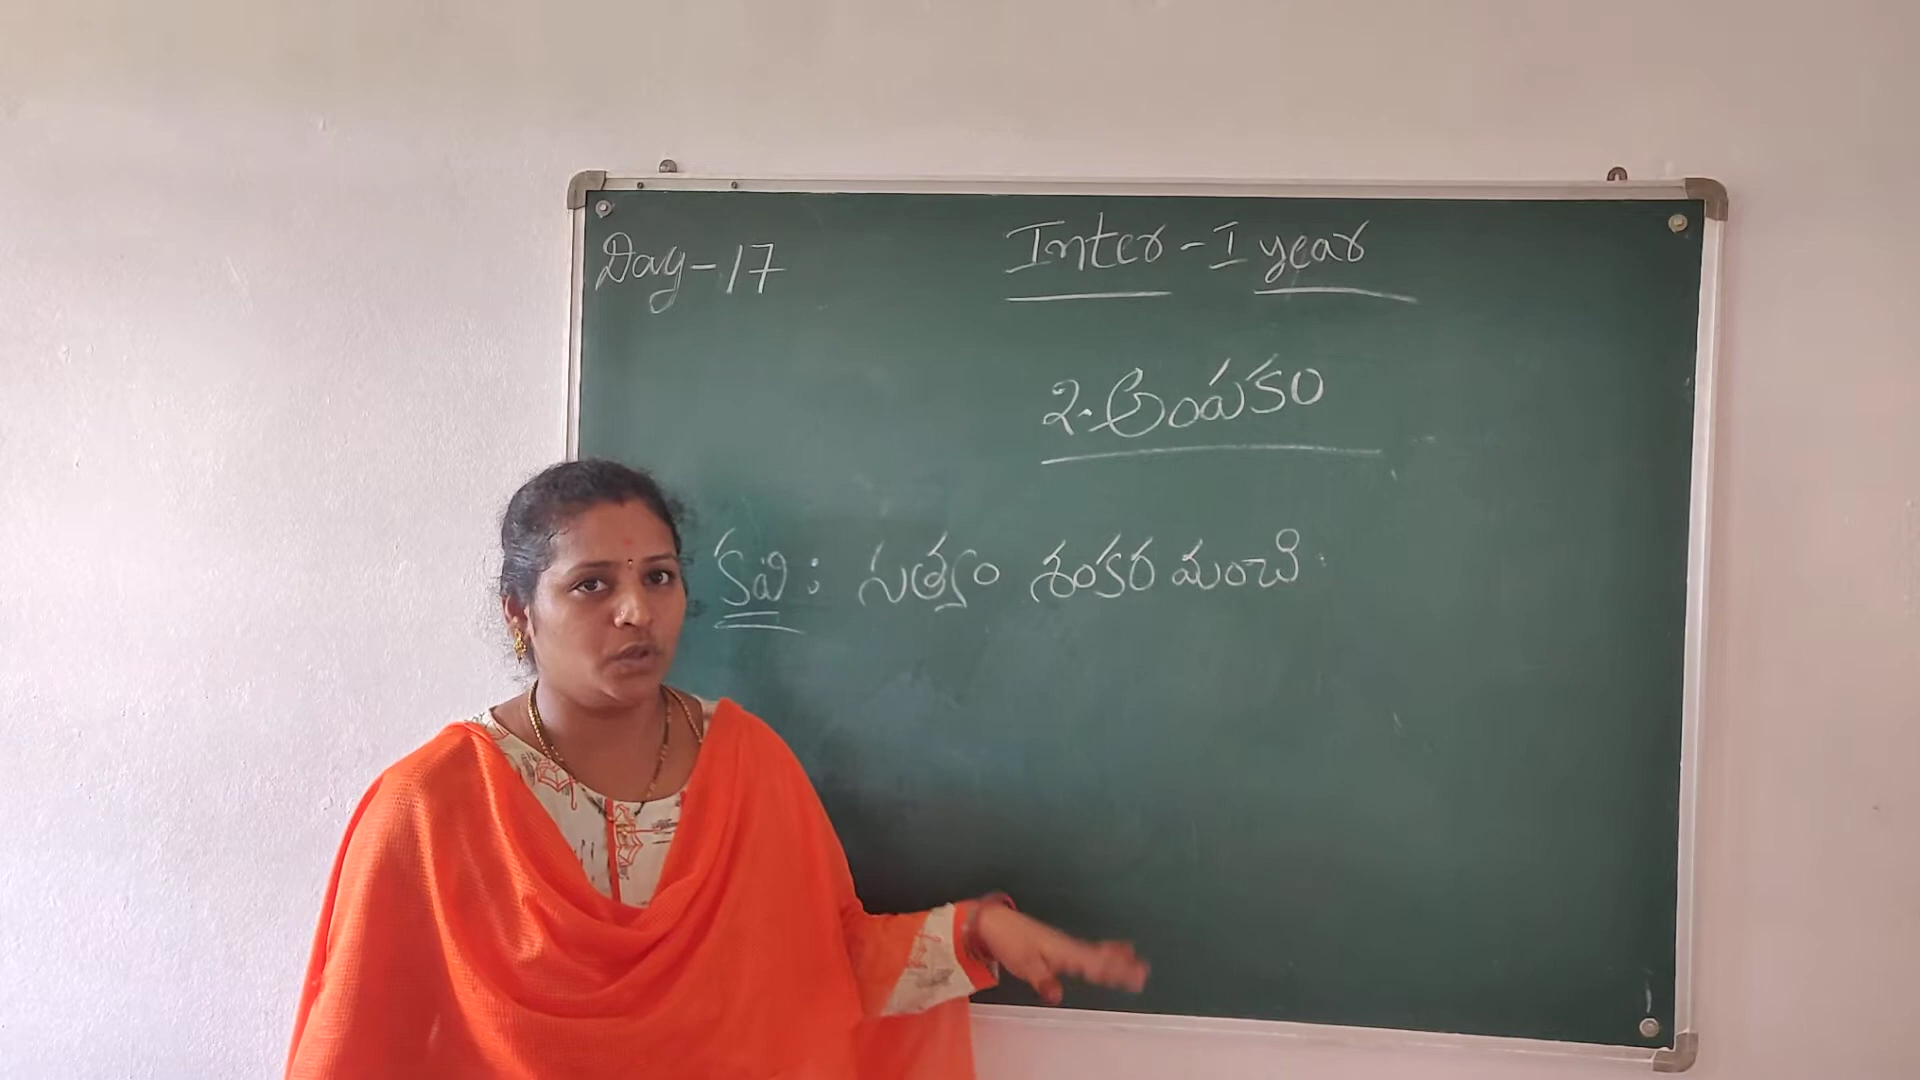 Day-17
Inter - I year
2. అంపకం
కవి : సత్యం శంకర మంచి.